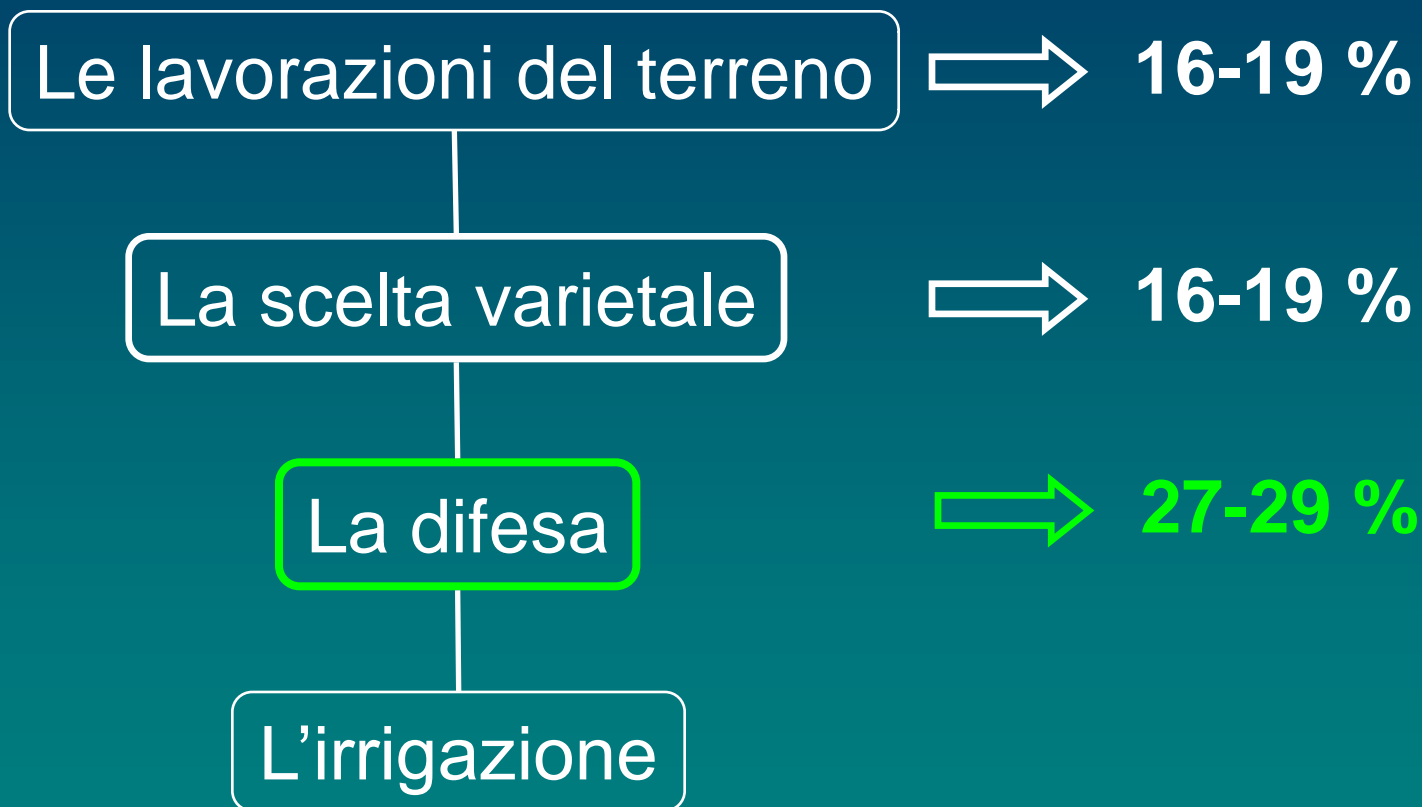 Le lavorazioni del terreno 16-19 %
La scelta varietale 16-19 %
La difesa 27-29 %
L’irrigazione